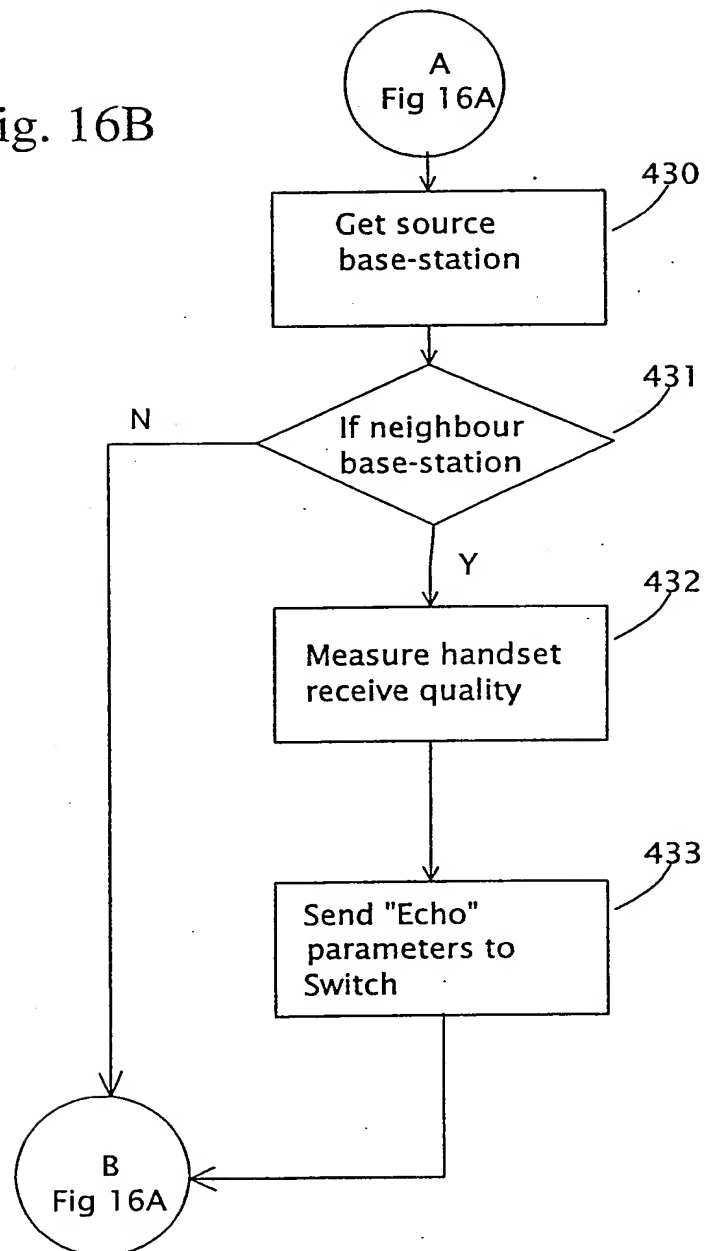 ig. 16B
A
Fig 16A
430
Get source
base-station
431
N
If neighbour
base-station
Y
432
Measure handset
receive quality
433
Send "Echo"
parameters to
Switch
B
Fig 16A